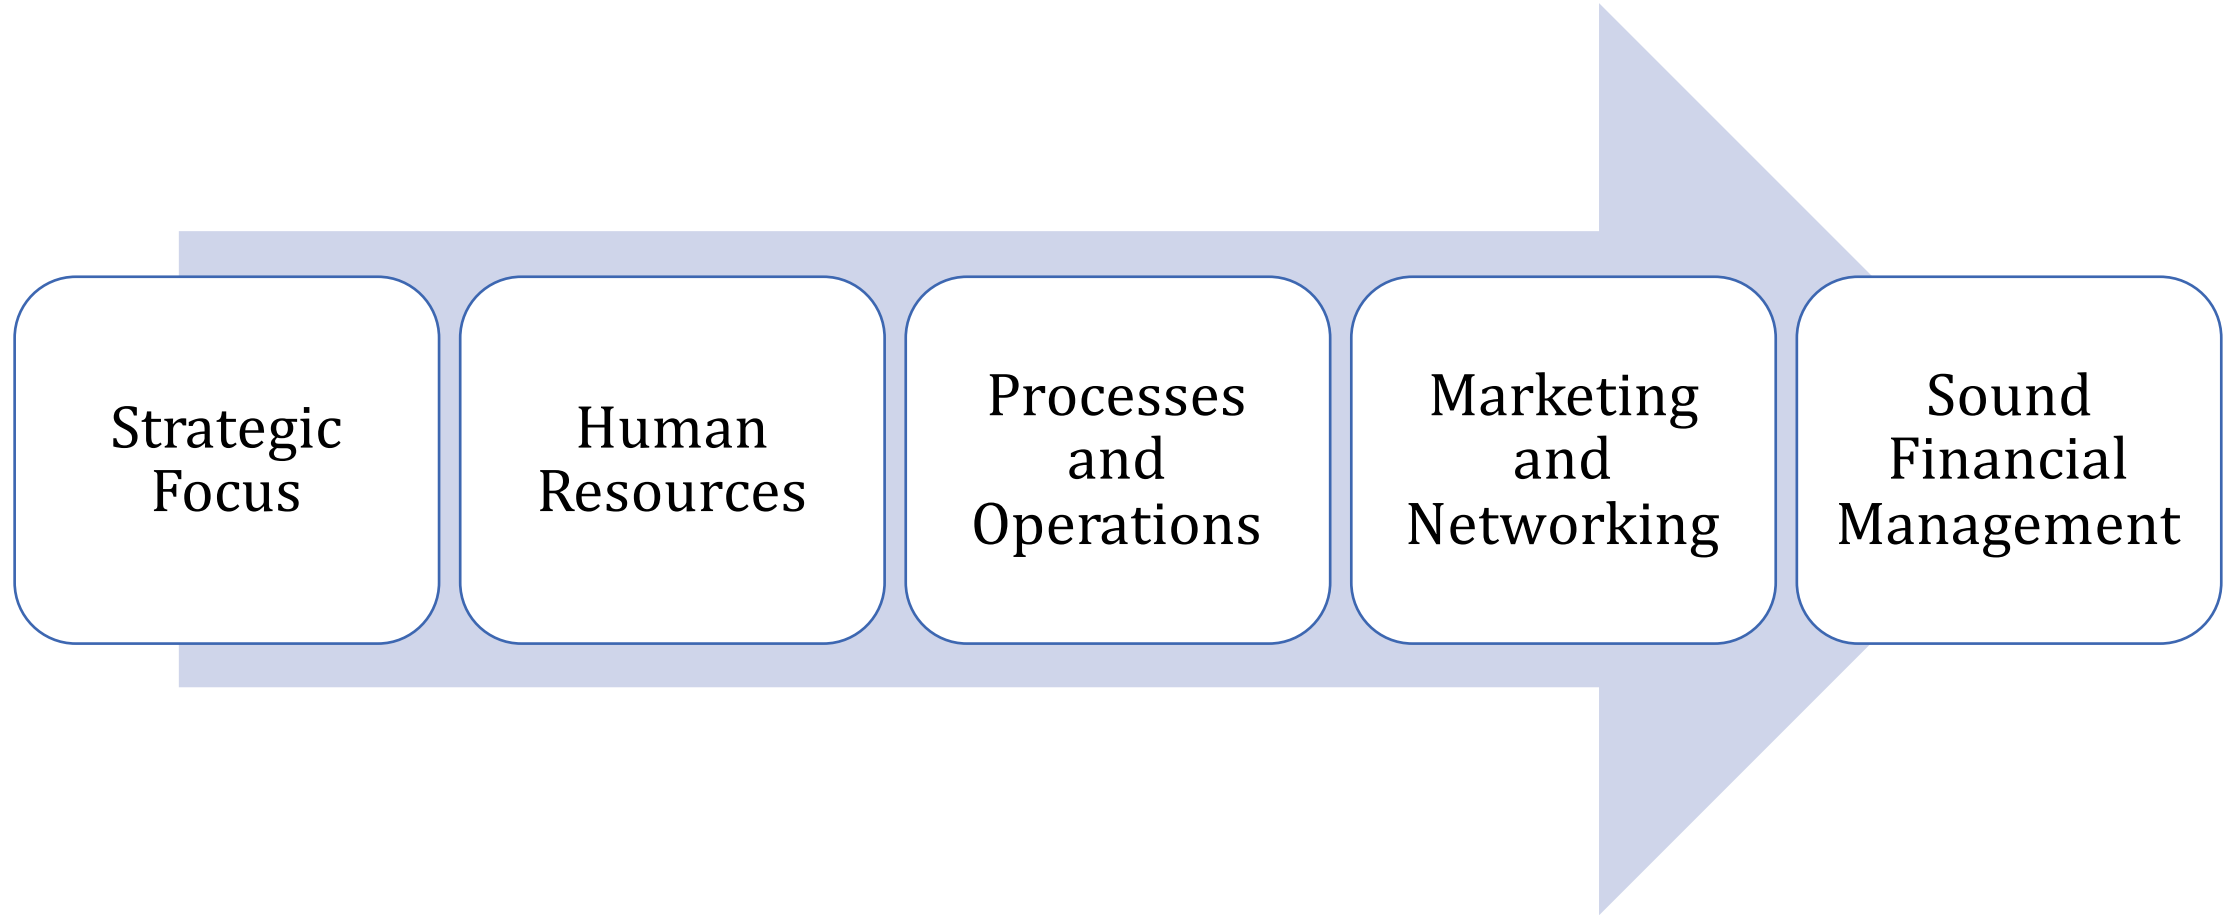 Strategic
Focus
Human
Resources
Processes
and
Operations
Marketing
and
Networking
Sound
Financial
Management